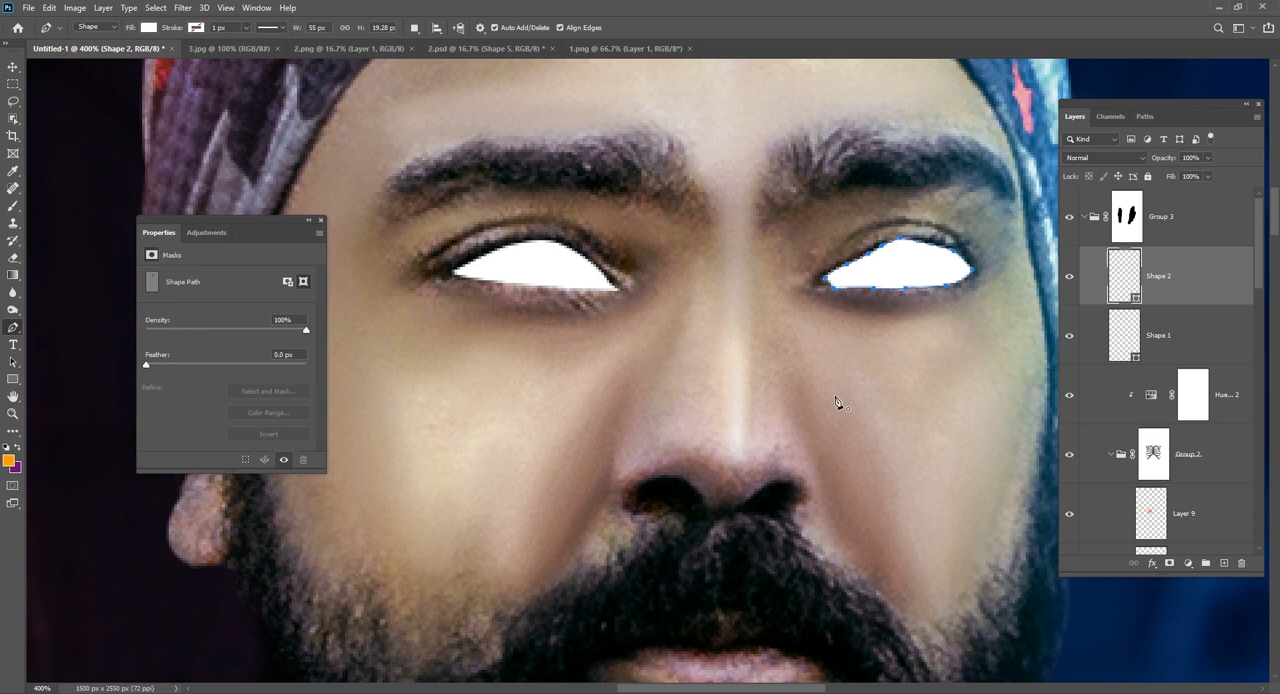 Ps File Edit Image Layer Type Select Filter 3D View Window Help
Shape Fill: Stroke: 1 px W: 55 px H: 19.28 px Auto Add/Delete Align Edges
Untitled-1 @ 400% (Shape 2, RGB/8) * × 3.jpg @ 100% (RGB/8#) × 2.png @ 16.7% (Layer 1, RGB/8) × 2.psd @ 16.7% (Shape 5, RGB/8) * × 1.png @ 66.7% (Layer 1, RGB/8*) ×
Properties Adjustments
Masks
Shape Path
Density: 100%
Feather: 0.0 px
Refine:
Select and Mask...
Color Range...
Invert
Layers Channels Paths
Kind
Normal Opacity: 100%
Lock: Fill: 100%
Group 3
Shape 2
Shape 1
Hue... 2
Group 2
Layer 9
fx
400% 1500 px x 2550 px (72 ppi)